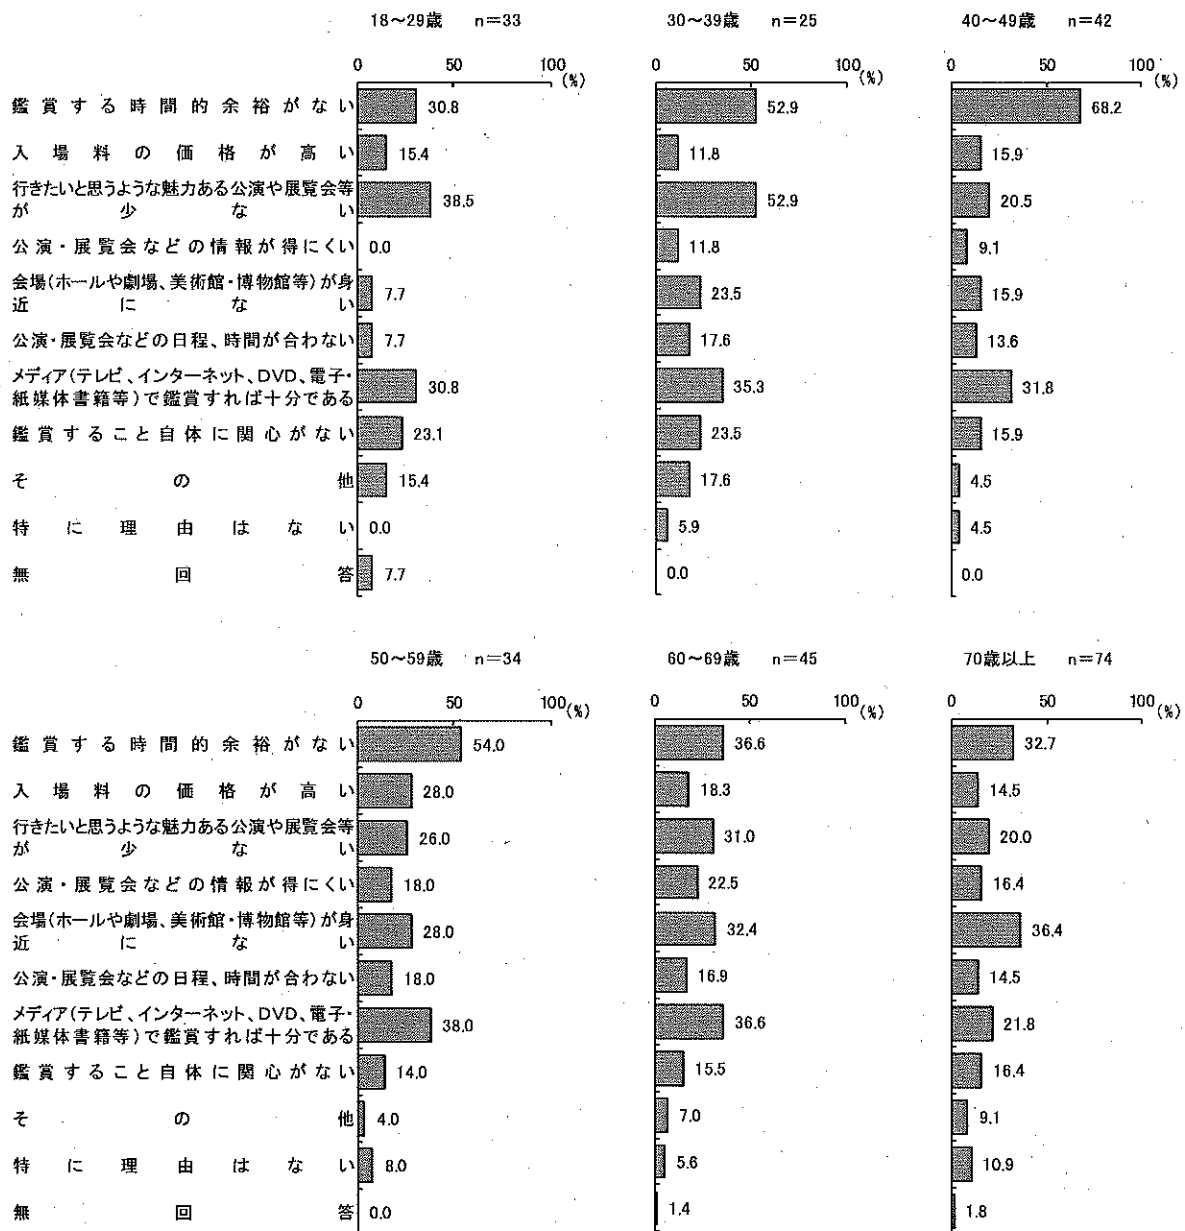 18～29歳 n＝33 30～39歳 n＝25 40～49歳 n＝42
0 50 100(%) 0 50 100(%) 0 50 100(%)
鑑賞する時間的余裕がない 30.8 52.9 68.2
入場料の価格が高い 15.4 11.8 15.9
行きたいと思うような魅力ある公演や展覧会等
が少ない 38.5 52.9 20.5
公演・展覧会などの情報が得にくい 0.0 11.8 9.1
会場(ホールや劇場、美術館・博物館等)が身
近にない 7.7 23.5 15.9
公演・展覧会などの日程、時間が合わない 7.7 17.6 13.6
メディア(テレビ、インターネット、DVD、電子・
紙媒体書籍等)で鑑賞すれば十分である 30.8 35.3 31.8
鑑賞すること自体に関心がない 23.1 23.5 15.9
その他 15.4 17.6 4.5
特に理由はない 0.0 5.9 4.5
無回答 7.7 0.0 0.0
50～59歳 n＝34 60～69歳 n＝45 70歳以上 n＝74
0 50 100(%) 0 50 100(%) 0 50 100(%)
鑑賞する時間的余裕がない 54.0 36.6 32.7
入場料の価格が高い 28.0 18.3 14.5
行きたいと思うような魅力ある公演や展覧会等
が少ない 26.0 31.0 20.0
公演・展覧会などの情報が得にくい 18.0 22.5 16.4
会場(ホールや劇場、美術館・博物館等)が身
近にない 28.0 32.4 36.4
公演・展覧会などの日程、時間が合わない 18.0 16.9 14.5
メディア(テレビ、インターネット、DVD、電子・
紙媒体書籍等)で鑑賞すれば十分である 38.0 36.6 21.8
鑑賞すること自体に関心がない 14.0 15.5 16.4
その他 4.0 7.0 9.1
特に理由はない 8.0 5.6 10.9
無回答 0.0 1.4 1.8